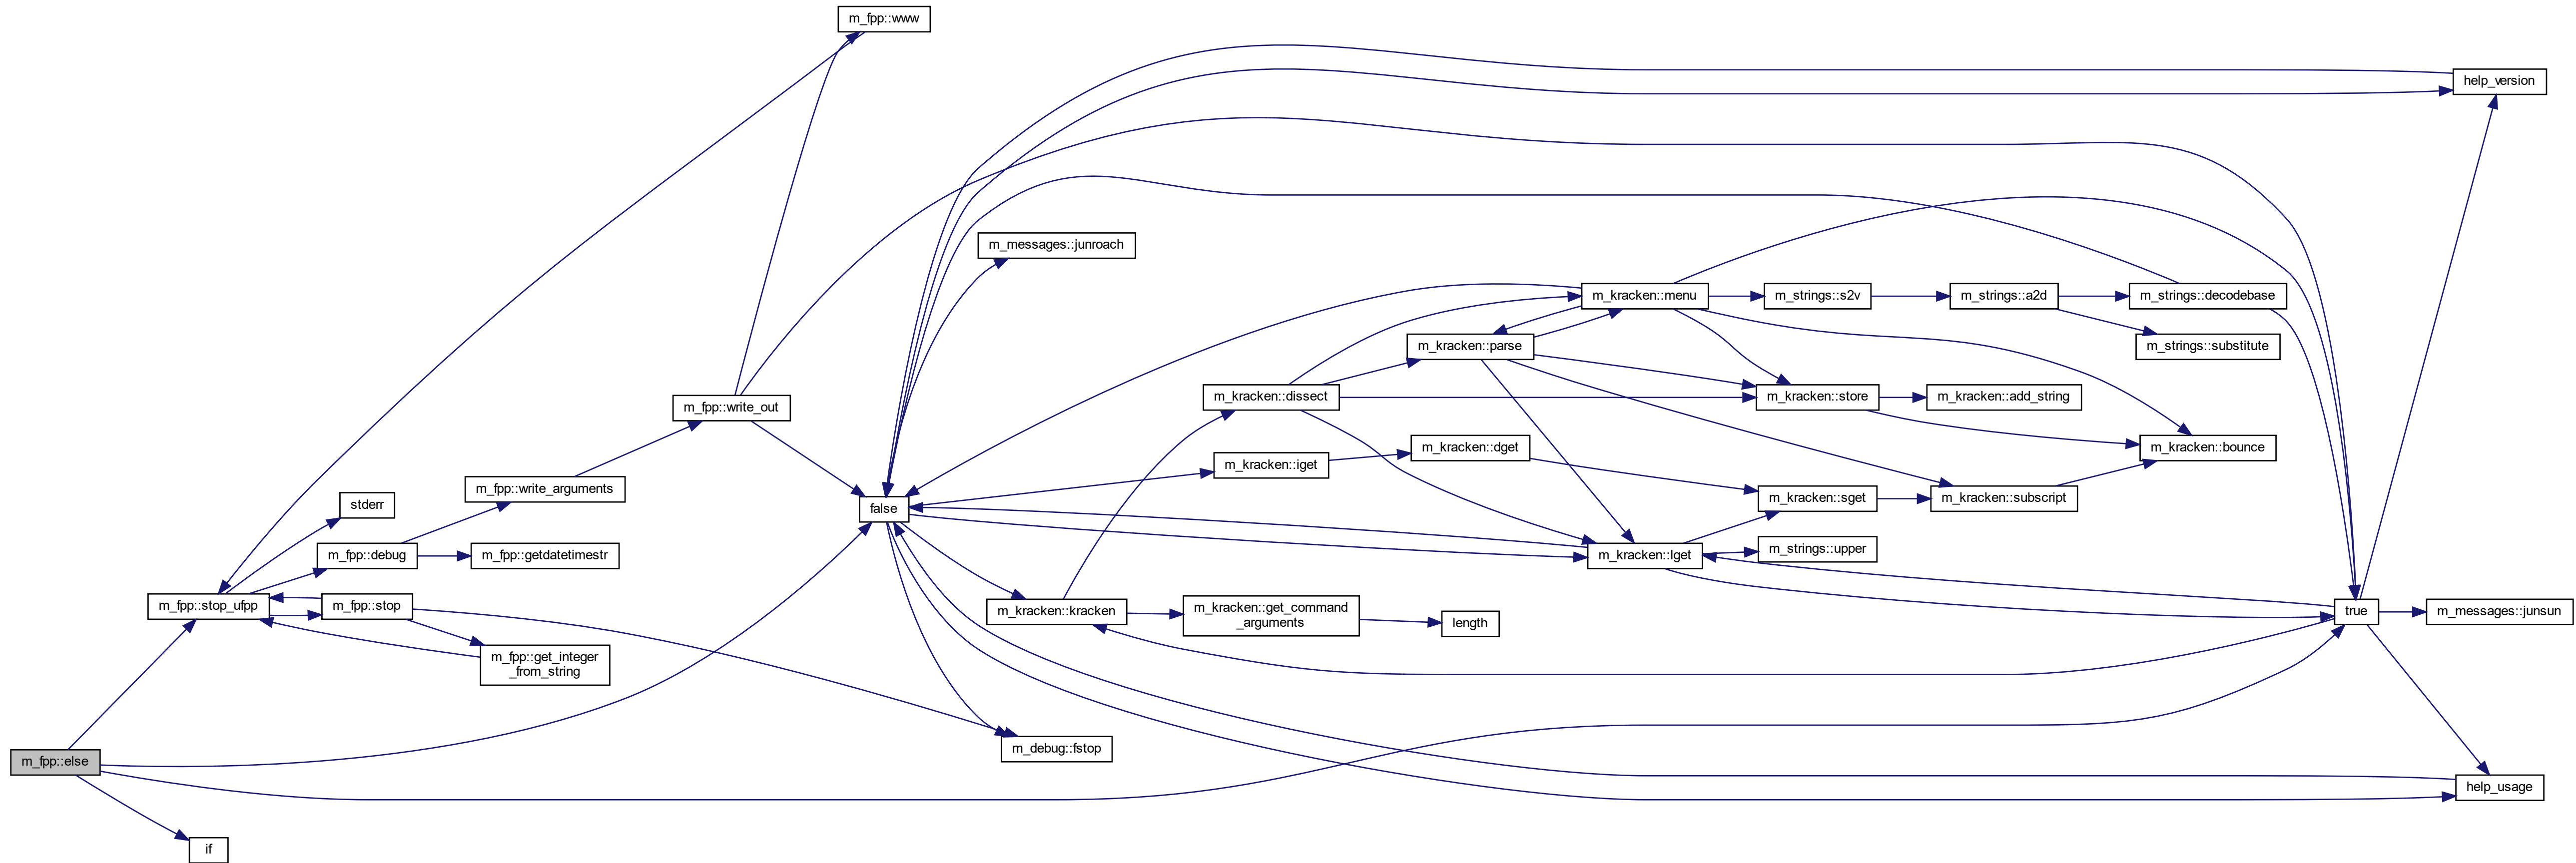 m_fpp::www
help_version
m_messages::junroach
m_kracken::menu
m_strings::s2v
m_strings::a2d
m_strings::decodebase
m_kracken::parse
m_strings::substitute
m_fpp::write_out
m_kracken::dissect
m_kracken::store
m_kracken::add_string
m_kracken::iget
m_kracken::dget
m_kracken::bounce
m_fpp::write_arguments
stderr
false
m_kracken::sget
m_kracken::subscript
m_fpp::debug
m_fpp::getdatetimestr
m_kracken::lget
m_strings::upper
m_fpp::stop_ufpp
m_fpp::stop
m_kracken::kracken
m_kracken::get_command
_arguments
length
true
m_messages::junsun
m_fpp::get_integer
_from_string
m_fpp::else
m_debug::fstop
help_usage
if